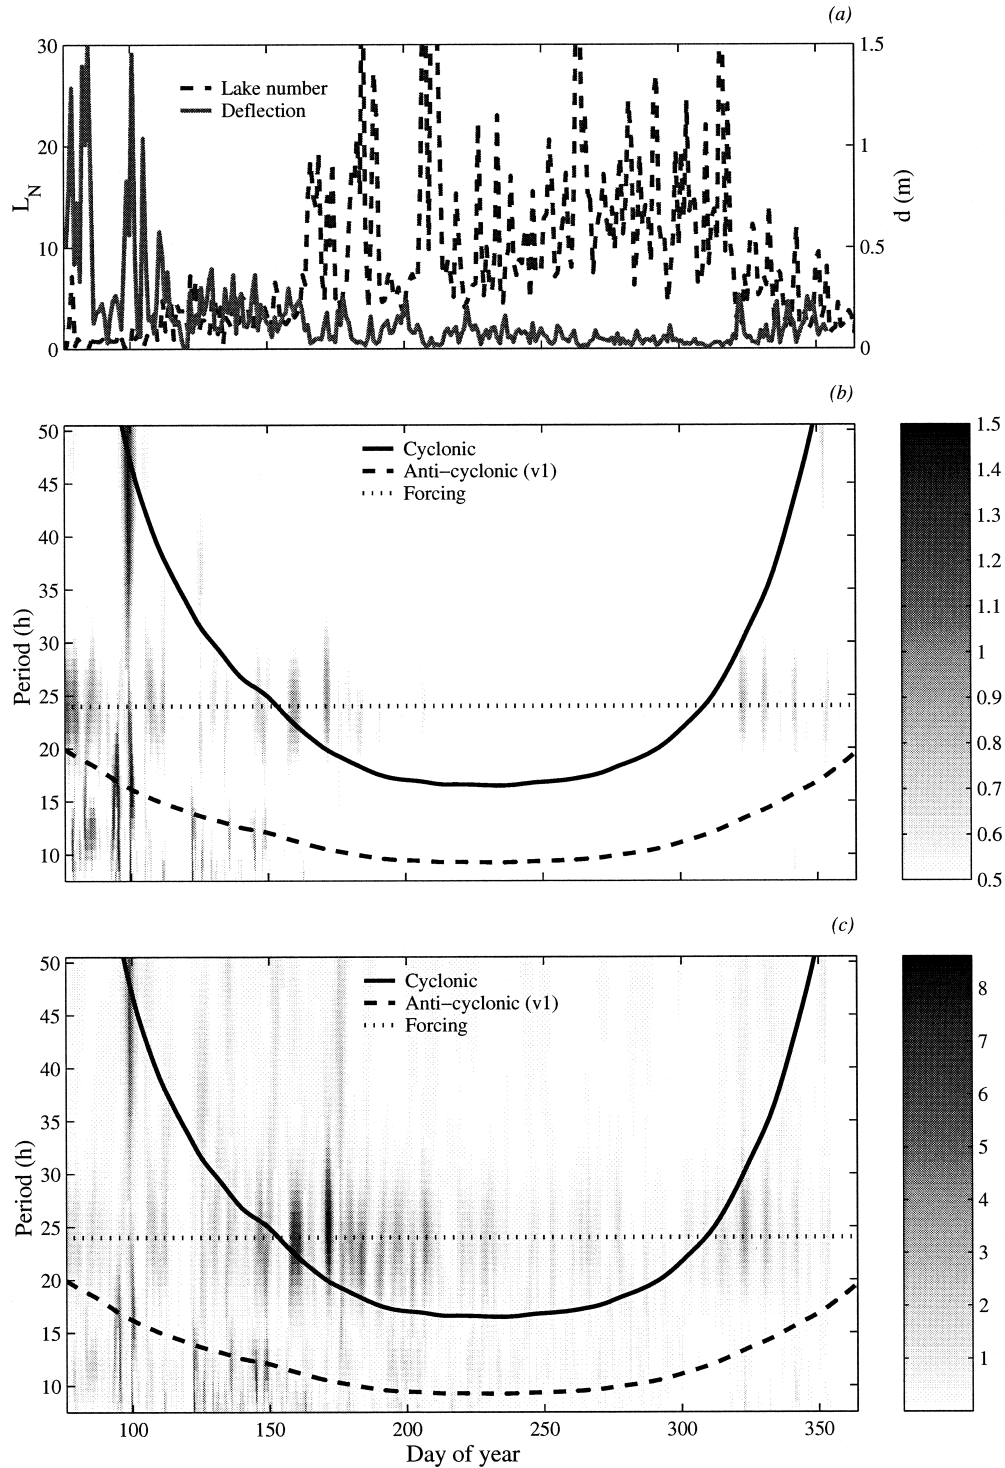 (a)
30
20
10
0
L_N
Lake number
Deflection
1.5
1
0.5
0
d (m)
(b)
50
45
40
35
30
25
20
15
10
Period (h)
Cyclonic
Anti−cyclonic (v1)
Forcing
1.5
1.4
1.3
1.2
1.1
1
0.9
0.8
0.7
0.6
0.5
(c)
50
45
40
35
30
25
20
15
10
Period (h)
Cyclonic
Anti−cyclonic (v1)
Forcing
8
7
6
5
4
3
2
1
100 150 200 250 300 350
Day of year